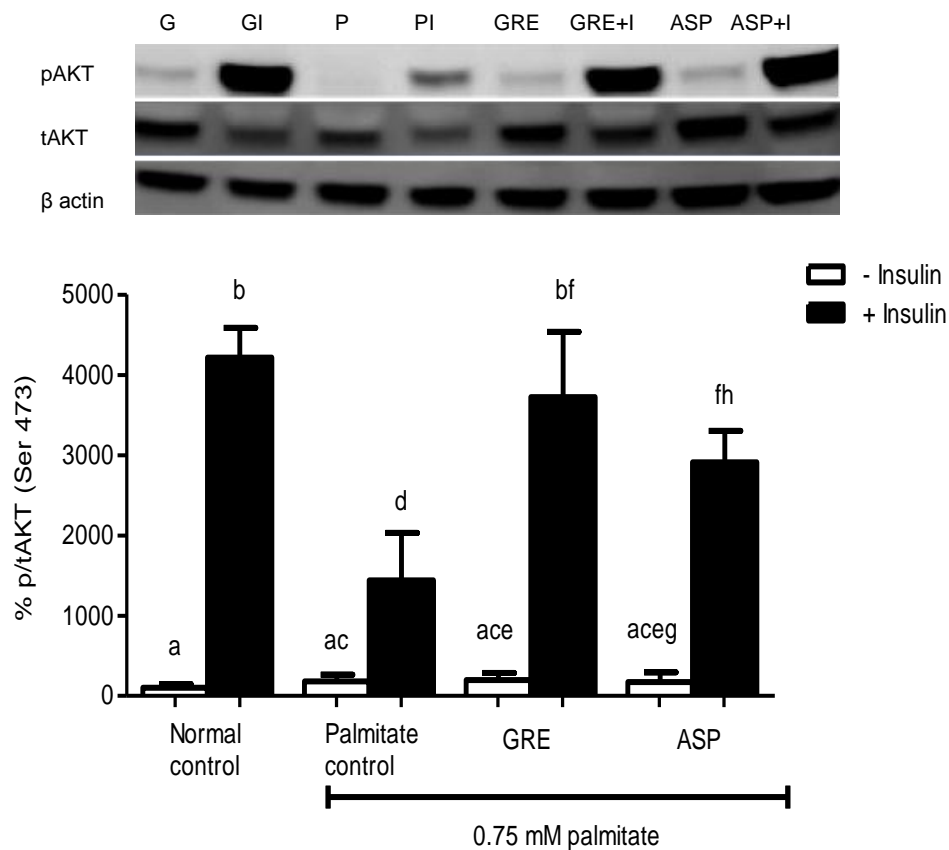 G GI P PI GRE GRE+I ASP ASP+I
pAKT
tAKT
β actin
- Insulin
+ Insulin
% p/tAKT (Ser 473)
5000
4000
3000
2000
1000
0
a
b
ac
d
ace
bf
aceg
fh
Normal
control
Palmitate
control
GRE
ASP
0.75 mM palmitate